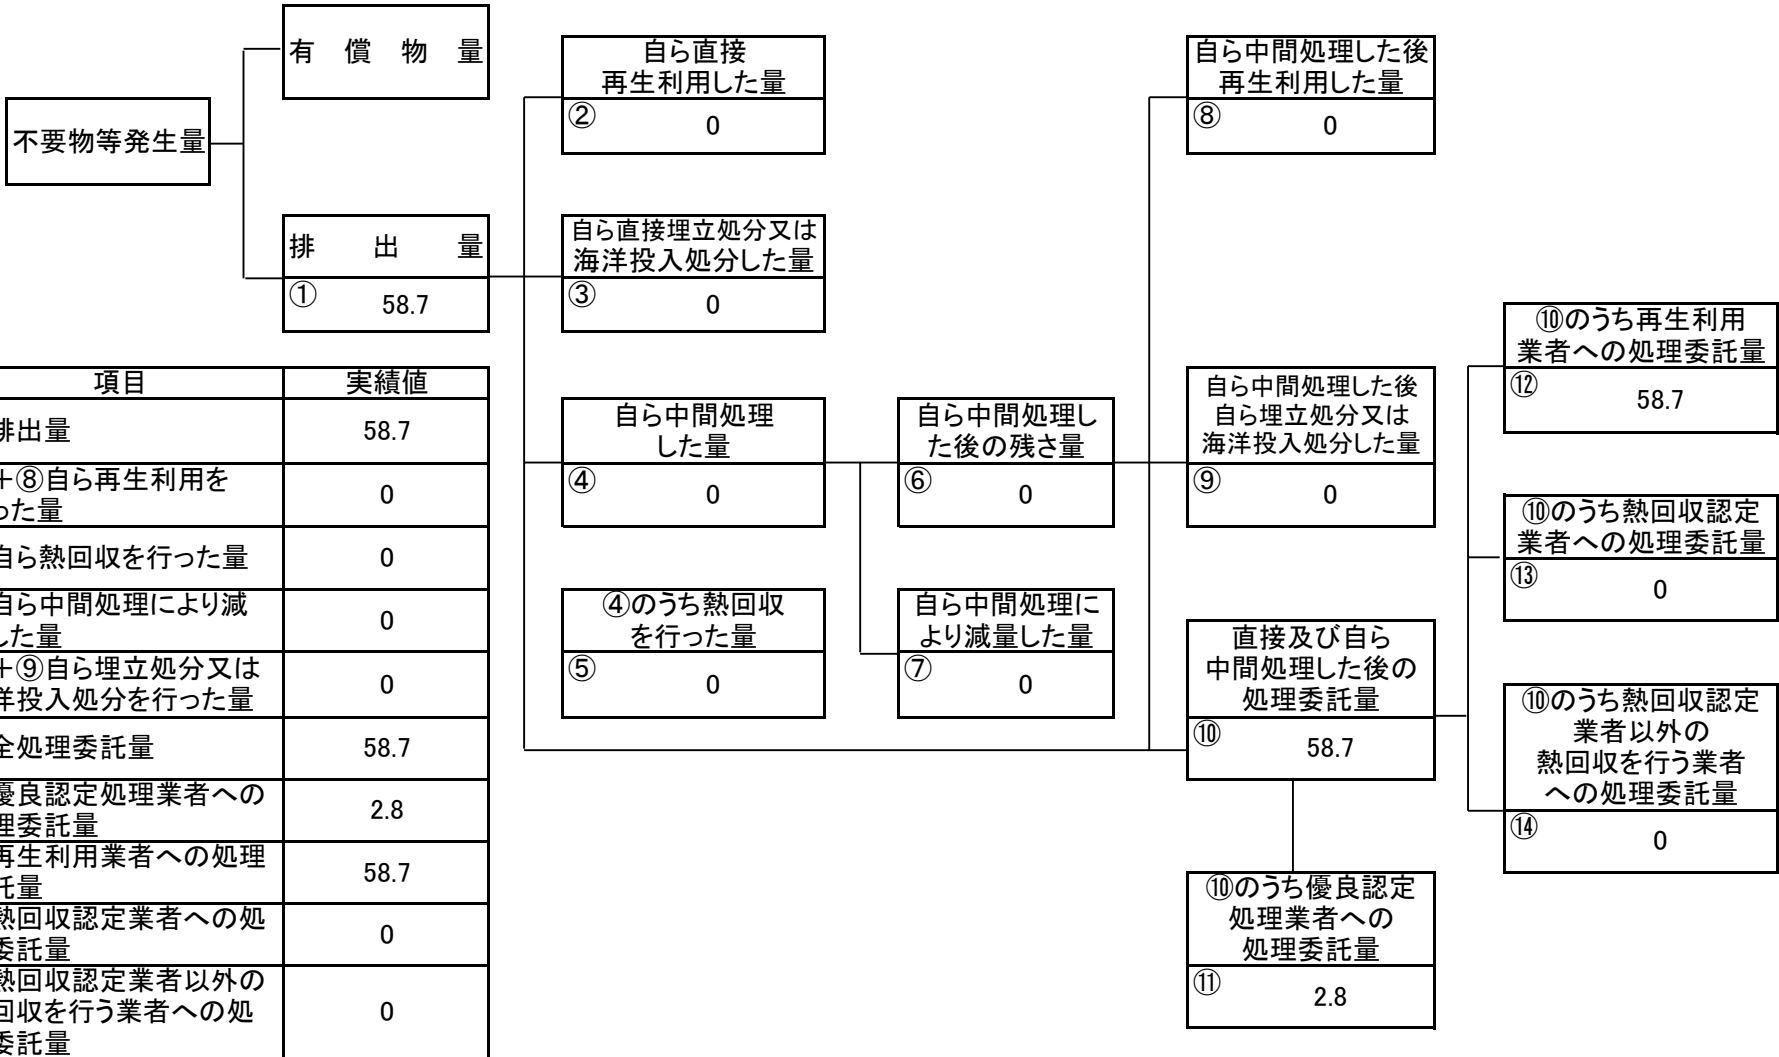 不要物等発生量
有償物量
排出量
①
58.7
自ら直接
再生利用した量
②
0
自ら直接埋立処分又は
海洋投入処分した量
③
0
自ら中間処理
した量
④
0
④のうち熱回収
を行った量
⑤
0
自ら中間処理し
た後の残さ量
⑥
0
自ら中間処理に
より減量した量
⑦
0
自ら中間処理した後
再生利用した量
⑧
0
自ら中間処理した後
自ら埋立処分又は
海洋投入処分した量
⑨
0
直接及び自ら
中間処理した後の
処理委託量
⑩
58.7
⑩のうち優良認定
処理業者への
処理委託量
⑪
2.8
⑩のうち再生利用
業者への処理委託量
⑫
58.7
⑩のうち熱回収認定
業者への処理委託量
⑬
0
⑩のうち熱回収認定
業者以外の
熱回収を行う業者
への処理委託量
⑭
0
項目
実績値
排出量
58.7
+⑧自ら再生利用を
った量
0
自ら熱回収を行った量
0
自ら中間処理により減
した量
0
+⑨自ら埋立処分又は
洋投入処分を行った量
0
全処理委託量
58.7
優良認定処理業者への
理委託量
2.8
再生利用業者への処理
託量
58.7
熱回収認定業者への処
委託量
0
熱回収認定業者以外の
回収を行う業者への処
委託量
0